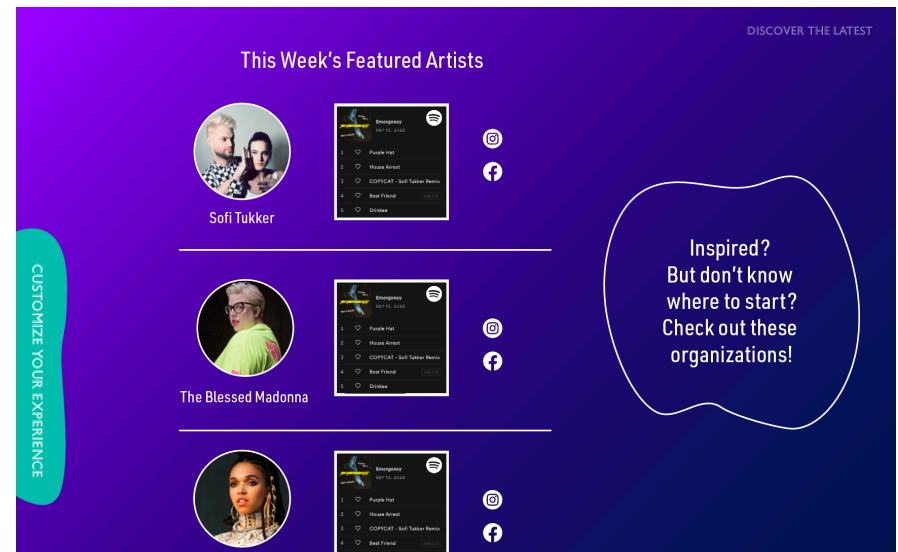 DISCOVER THE LATEST
This Week's Featured Artists
Emergency
SEP 10, 2020
1 Purple Hat
2 House Arrest
3 COPYCAT - Sofi Tukker Remix
4 Best Friend
5 Drinkee
Sofi Tukker
CUSTOMIZE YOUR EXPERIENCE
Emergency
SEP 10, 2020
1 Purple Hat
2 House Arrest
3 COPYCAT - Sofi Tukker Remix
4 Best Friend
5 Drinkee
The Blessed Madonna
Inspired?
But don't know
where to start?
Check out these
organizations!
Emergency
SEP 10, 2020
1 Purple Hat
2 House Arrest
3 COPYCAT - Sofi Tukker Remix
4 Best Friend